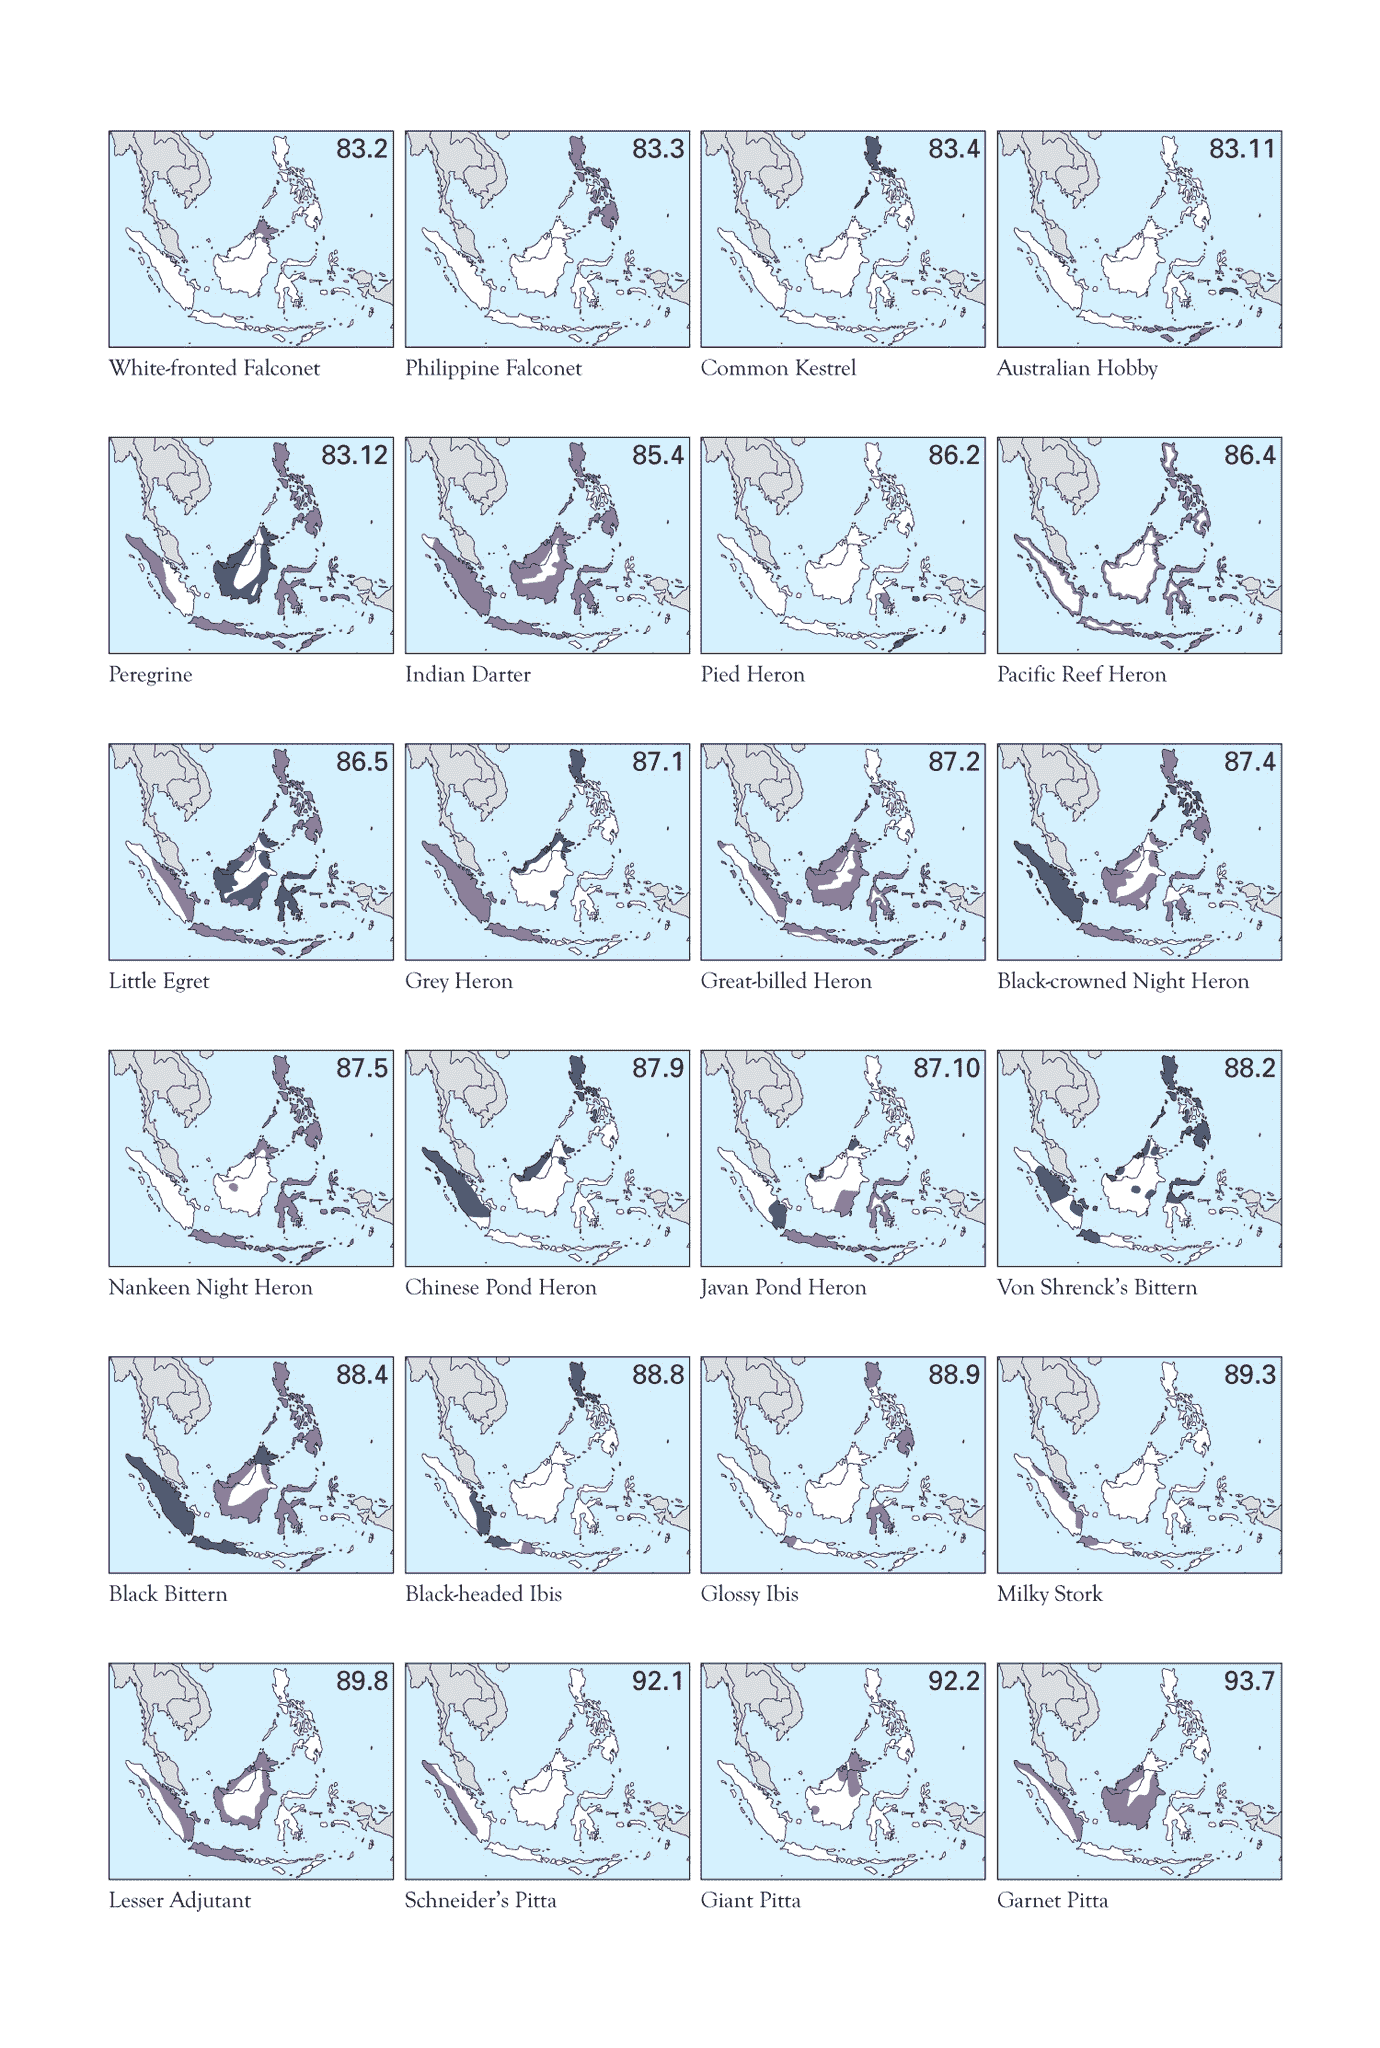 83.2
83.3
83.4
83.11
White-fronted Falconet
Philippine Falconet
Common Kestrel
Australian Hobby
83.12
85.4
86.2
86.4
Peregrine
Indian Darter
Pied Heron
Pacific Reef Heron
86.5
87.1
87.2
87.4
Little Egret
Grey Heron
Great-billed Heron
Black-crowned Night Heron
87.5
87.9
87.10
88.2
Nankeen Night Heron
Chinese Pond Heron
Javan Pond Heron
Von Shrenck's Bittern
88.4
88.8
88.9
89.3
Black Bittern
Black-headed Ibis
Glossy Ibis
Milky Stork
89.8
92.1
92.2
93.7
Lesser Adjutant
Schneider's Pitta
Giant Pitta
Garnet Pitta